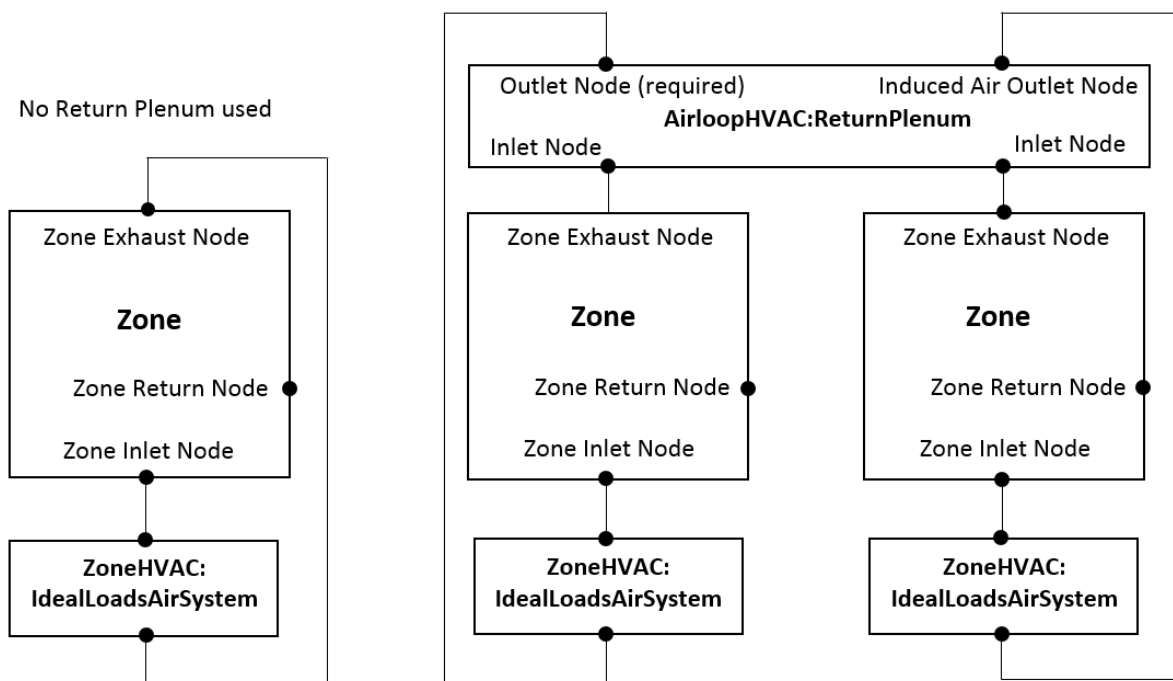 No Return Plenum used
Zone Exhaust Node
Zone
Zone Return Node
Zone Inlet Node
ZoneHVAC:
IdealLoadsAirSystem
Outlet Node (required)
Induced Air Outlet Node
AirloopHVAC:ReturnPlenum
Inlet Node
Inlet Node
Zone Exhaust Node
Zone
Zone Return Node
Zone Inlet Node
ZoneHVAC:
IdealLoadsAirSystem
Zone Exhaust Node
Zone
Zone Return Node
Zone Inlet Node
ZoneHVAC:
IdealLoadsAirSystem